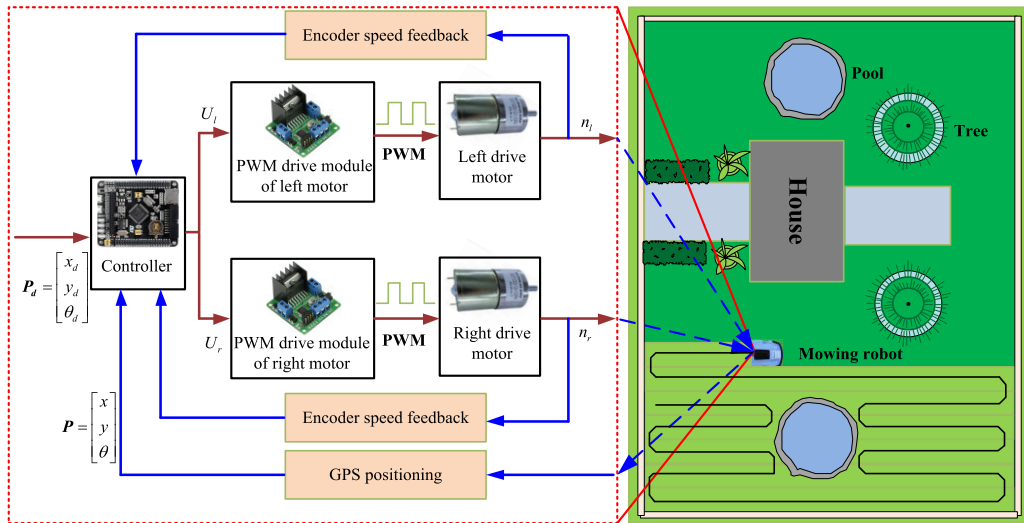 Encoder speed feedback
U_l
PWM drive module
of left motor
PWM
Left drive
motor
n_l
Controller
P_d = [x_d y_d θ_d]
U_r
PWM drive module
of right motor
PWM
Right drive
motor
n_r
Encoder speed feedback
P = [x y θ]
GPS positioning
Pool
Tree
House
Mowing robot